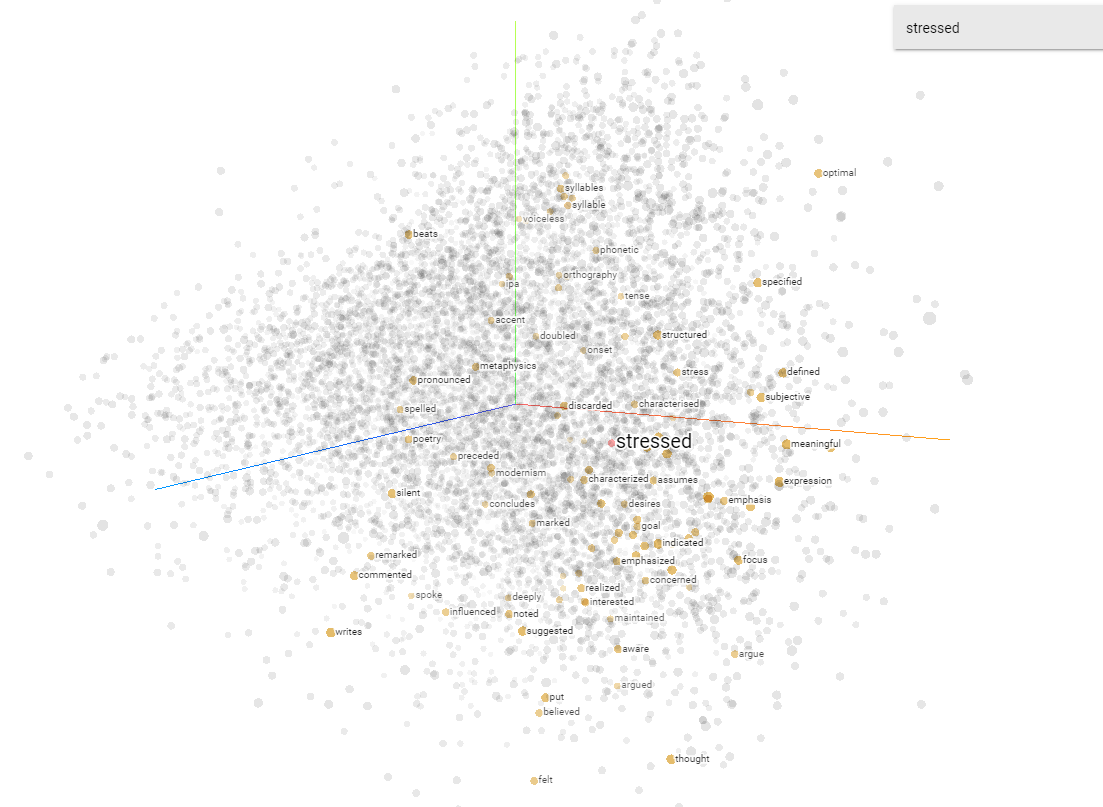 stressed
optimal
syllables
syllable
voiceless
beats
phonetic
orthography
ipa
specified
tense
accent
doubled
structured
onset
metaphysics
stress
defined
pronounced
subjective
discarded
characterised
spelled
poetry
stressed
meaningful
preceded
modernism
characterized
assumes
expression
silent
concludes
desires
emphasis
marked
goal
indicated
remarked
emphasized
focus
commented
concerned
realized
spoke
deeply
interested
influenced
noted
maintained
writes
suggested
aware
argue
argued
put
believed
thought
felt